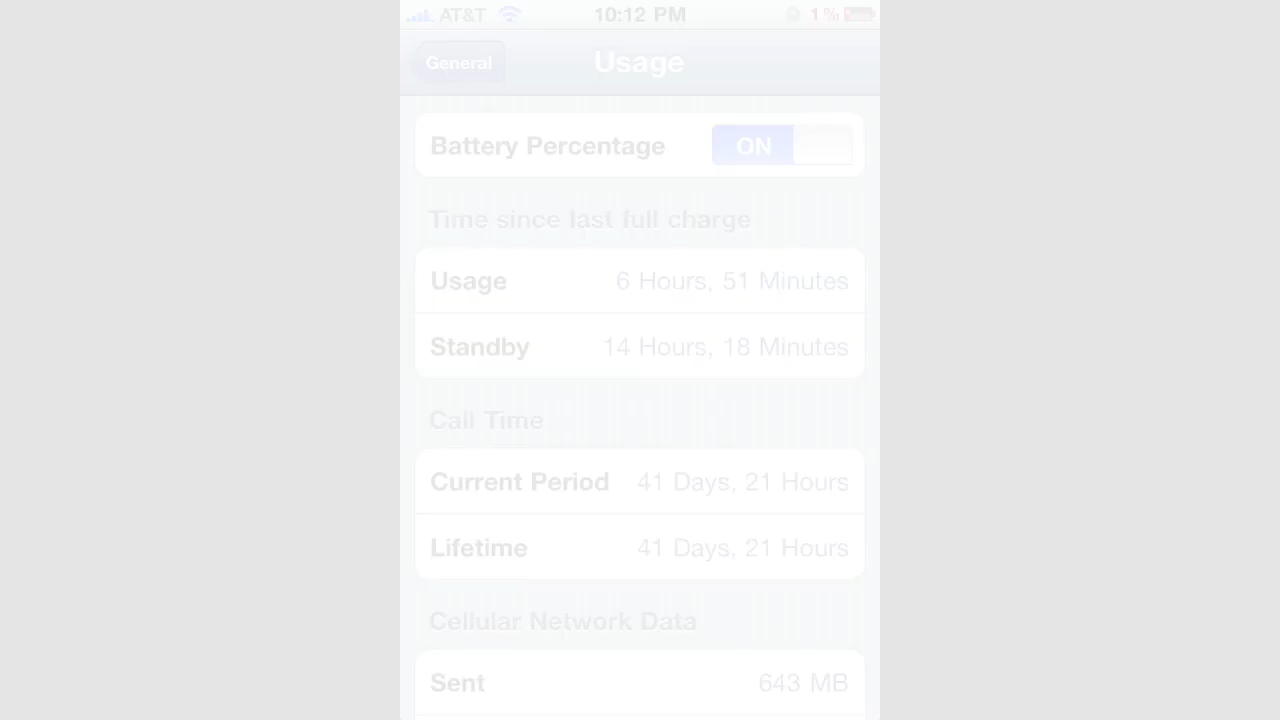 AT&T 10:12 PM 1%
General Usage
Battery Percentage ON
Time since last full charge
Usage 6 Hours, 51 Minutes
Standby 14 Hours, 18 Minutes
Call Time
Current Period 41 Days, 21 Hours
Lifetime 41 Days, 21 Hours
Cellular Network Data
Sent 643 MB